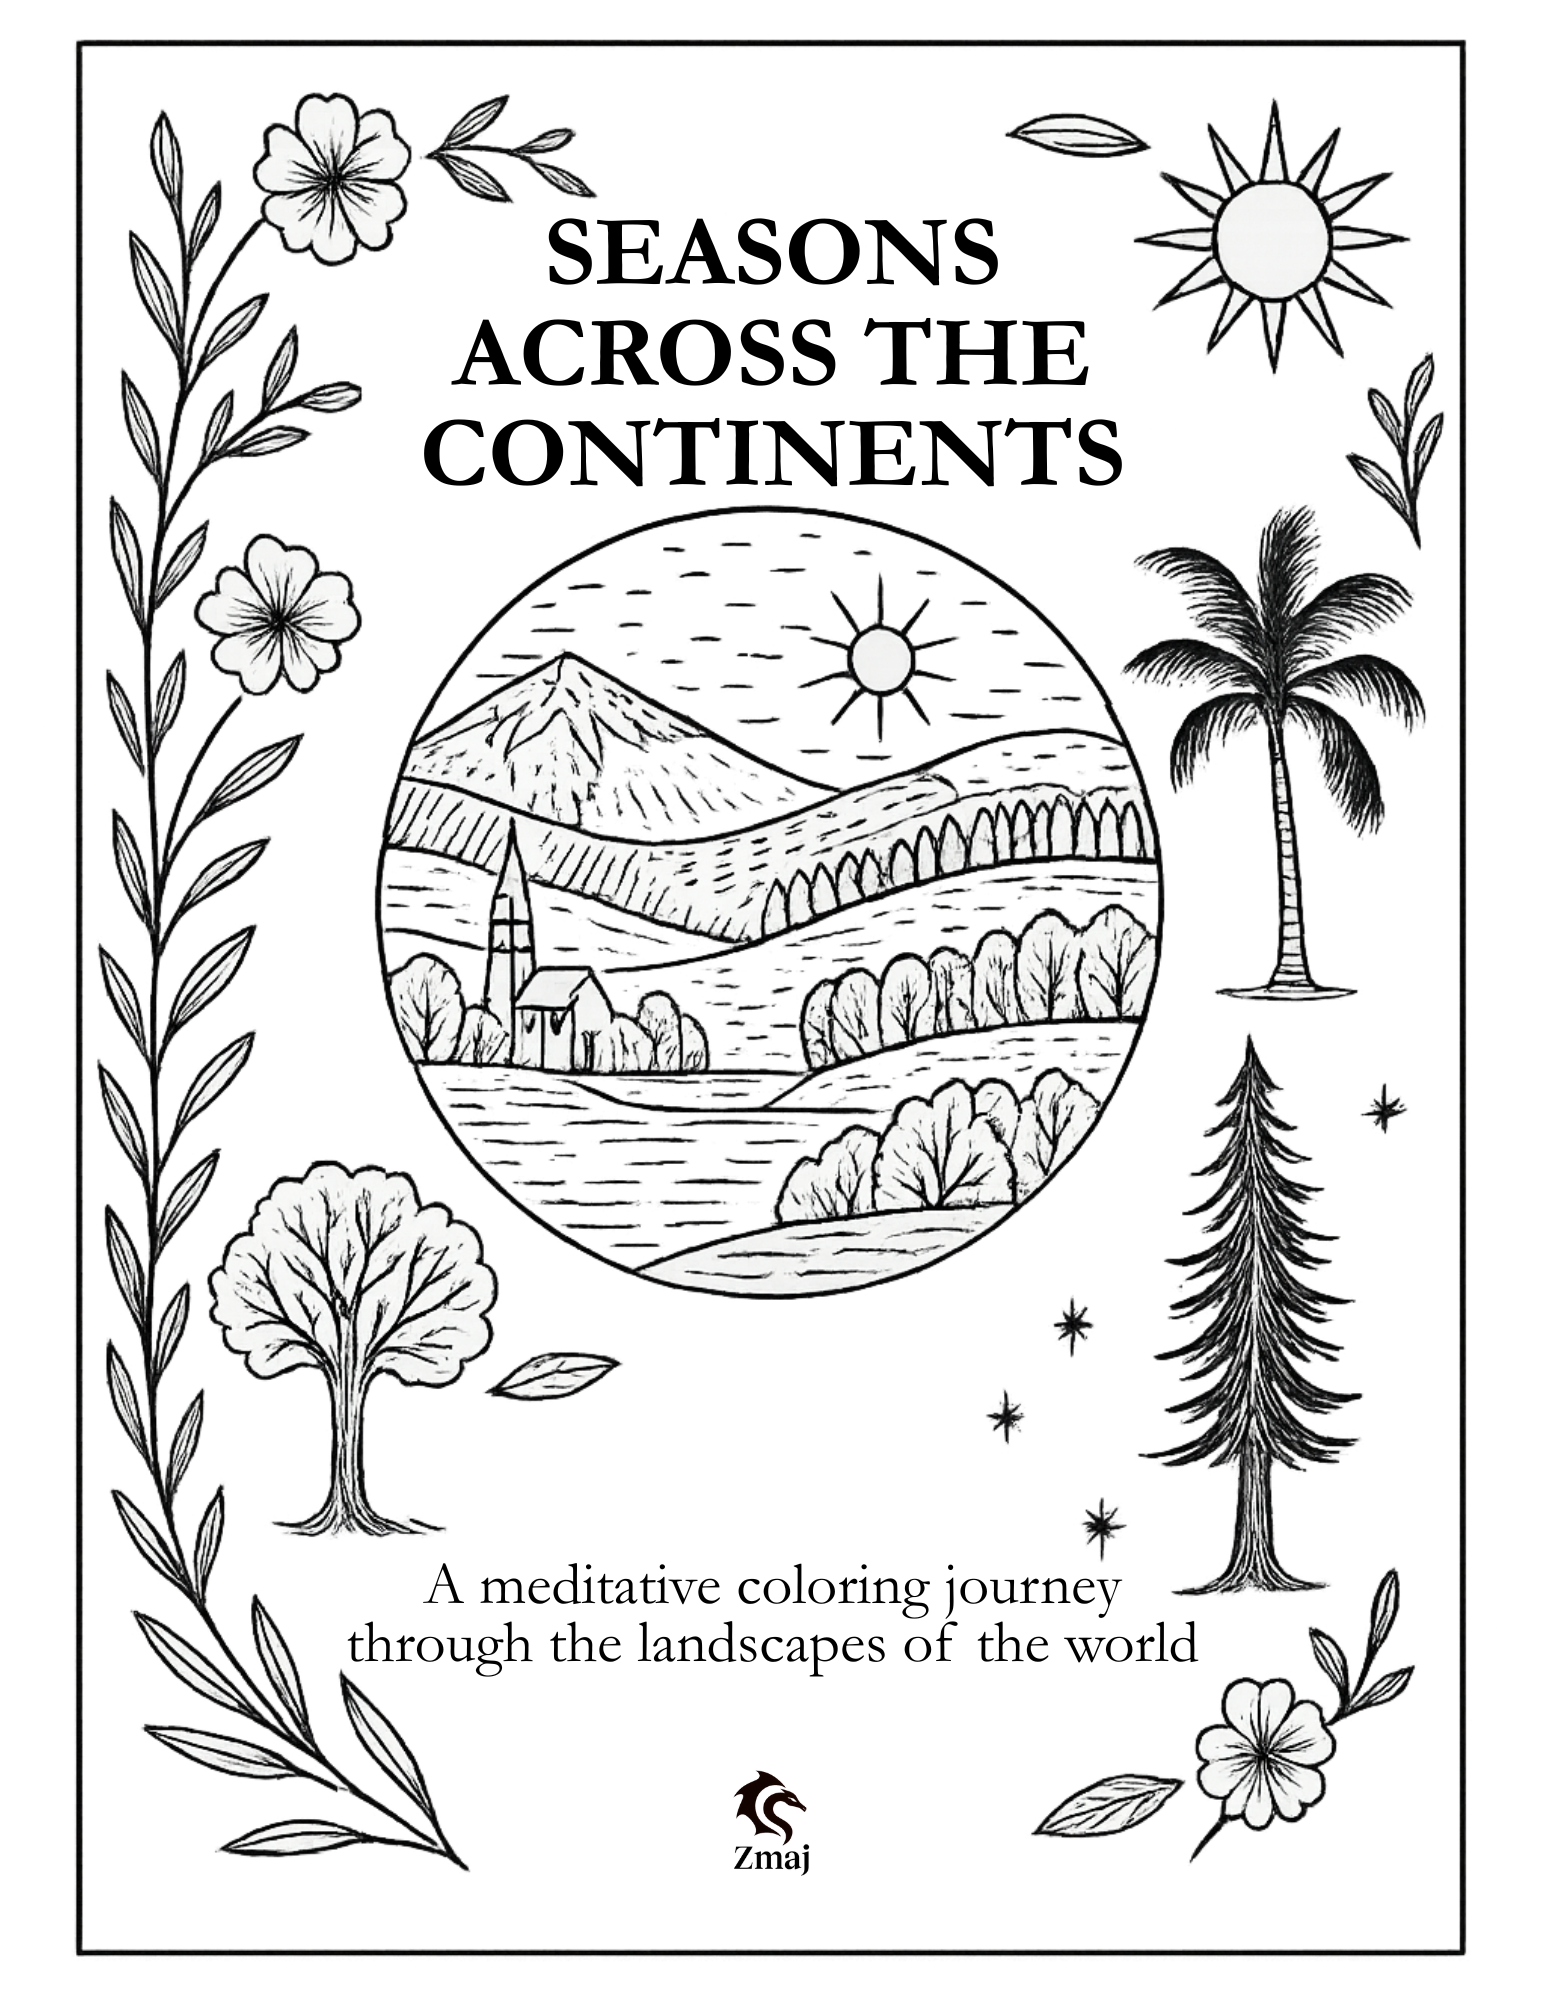 SEASONS
ACROSS THE
CONTINENTS
A meditative coloring journey
through the landscapes of the world
Zmaj